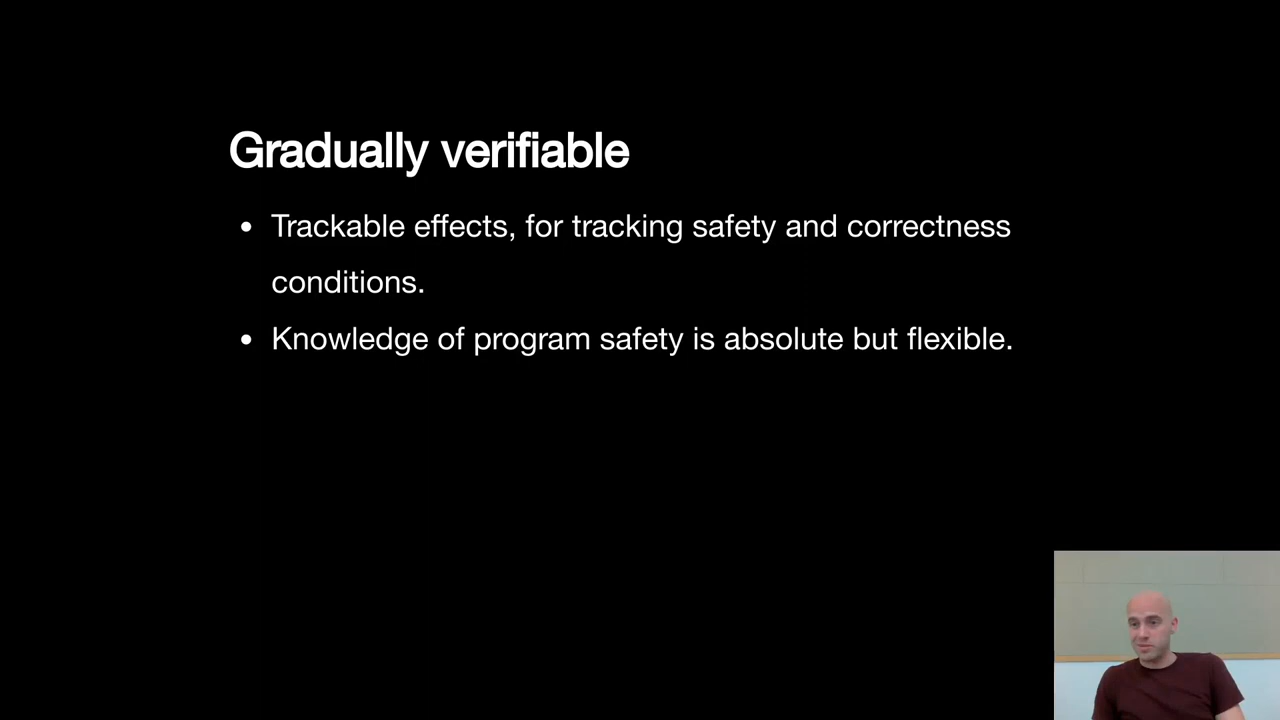 Gradually verifiable
• Trackable effects, for tracking safety and correctness
conditions.
• Knowledge of program safety is absolute but flexible.